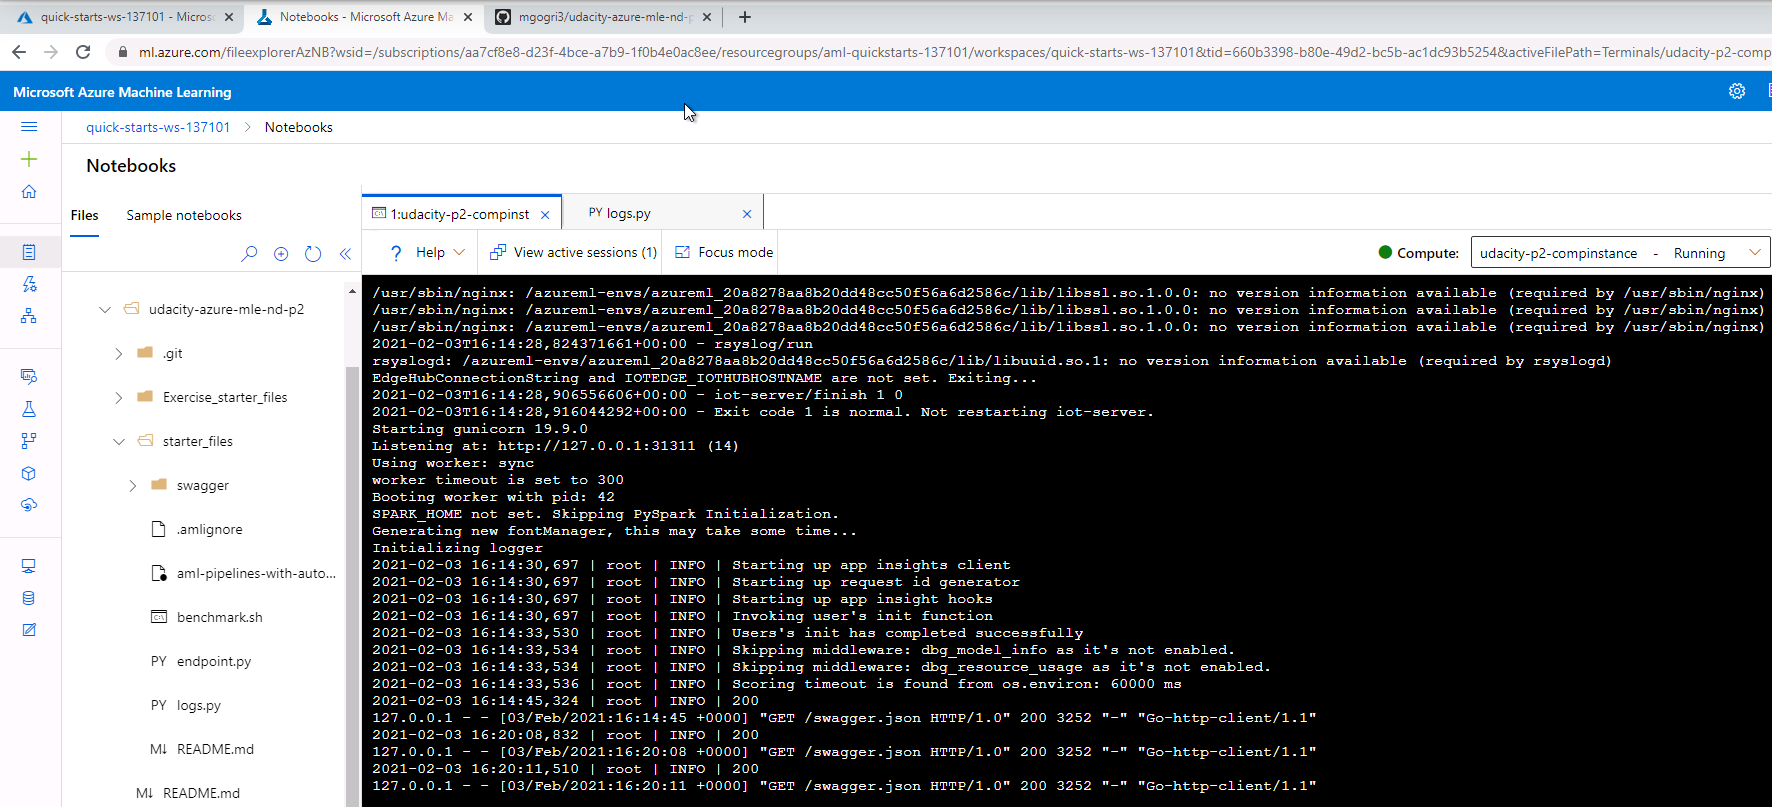 quick-starts-ws-137101 - Micros
Notebooks - Microsoft Azure Ma
mgogri3/udacity-azure-mle-nd-p
ml.azure.com/fileexplorerAzNB?wsid=/subscriptions/aa7cf8e8-d23f-4bce-a7b9-1f0b4e0ac8ee/resourcegroups/aml-quickstarts-137101/workspaces/quick-starts-ws-137101&tid=660b3398-b80e-49d2-bc5b-ac1dc93b5254&activeFilePath=Terminals/udacity-p2-comp
Microsoft Azure Machine Learning
quick-starts-ws-137101 > Notebooks
Notebooks
Files Sample notebooks
1:udacity-p2-compinst
PY logs.py
? Help
View active sessions (1)
Focus mode
Compute: udacity-p2-compinstance - Running
udacity-azure-mle-nd-p2
.git
Exercise_starter_files
starter_files
swagger
.amlignore
aml-pipelines-with-auto...
benchmark.sh
PY endpoint.py
PY logs.py
M↓ README.md
M↓ README.md
/usr/sbin/nginx: /azureml-envs/azureml_20a8278aa8b20dd48cc50f56a6d2586c/lib/libssl.so.1.0.0: no version information available (required by /usr/sbin/nginx)
/usr/sbin/nginx: /azureml-envs/azureml_20a8278aa8b20dd48cc50f56a6d2586c/lib/libssl.so.1.0.0: no version information available (required by /usr/sbin/nginx)
/usr/sbin/nginx: /azureml-envs/azureml_20a8278aa8b20dd48cc50f56a6d2586c/lib/libssl.so.1.0.0: no version information available (required by /usr/sbin/nginx)
2021-02-03T16:14:28,824371661+00:00 - rsyslog/run
rsyslogd: /azureml-envs/azureml_20a8278aa8b20dd48cc50f56a6d2586c/lib/libuuid.so.1: no version information available (required by rsyslogd)
EdgeHubConnectionString and IOTEDGE_IOTHUBHOSTNAME are not set. Exiting...
2021-02-03T16:14:28,906556606+00:00 - iot-server/finish 1 0
2021-02-03T16:14:28,916044292+00:00 - Exit code 1 is normal. Not restarting iot-server.
Starting gunicorn 19.9.0
Listening at: http://127.0.0.1:31311 (14)
Using worker: sync
worker timeout is set to 300
Booting worker with pid: 42
SPARK_HOME not set. Skipping PySpark Initialization.
Generating new fontManager, this may take some time...
Initializing logger
2021-02-03 16:14:30,697 | root | INFO | Starting up app insights client
2021-02-03 16:14:30,697 | root | INFO | Starting up request id generator
2021-02-03 16:14:30,697 | root | INFO | Starting up app insight hooks
2021-02-03 16:14:30,697 | root | INFO | Invoking user's init function
2021-02-03 16:14:33,530 | root | INFO | Users's init has completed successfully
2021-02-03 16:14:33,534 | root | INFO | Skipping middleware: dbg_model_info as it's not enabled.
2021-02-03 16:14:33,534 | root | INFO | Skipping middleware: dbg_resource_usage as it's not enabled.
2021-02-03 16:14:33,536 | root | INFO | Scoring timeout is found from os.environ: 60000 ms
2021-02-03 16:14:45,324 | root | INFO | 200
127.0.0.1 - - [03/Feb/2021:16:14:45 +0000] "GET /swagger.json HTTP/1.0" 200 3252 "-" "Go-http-client/1.1"
2021-02-03 16:20:08,832 | root | INFO | 200
127.0.0.1 - - [03/Feb/2021:16:20:08 +0000] "GET /swagger.json HTTP/1.0" 200 3252 "-" "Go-http-client/1.1"
2021-02-03 16:20:11,510 | root | INFO | 200
127.0.0.1 - - [03/Feb/2021:16:20:11 +0000] "GET /swagger.json HTTP/1.0" 200 3252 "-" "Go-http-client/1.1"